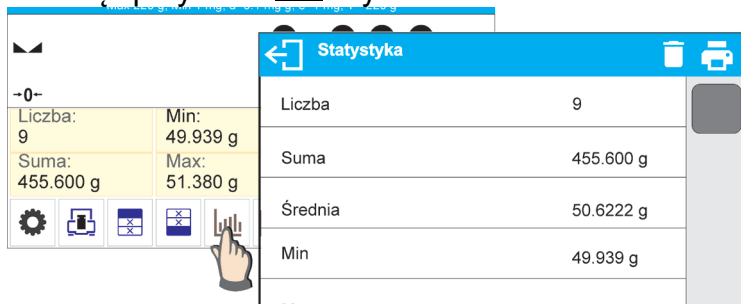 Statystyka
→0←
Liczba:
9
Min:
49.939 g
Suma:
455.600 g
Max:
51.380 g
Liczba 9
Suma 455.600 g
Średnia 50.6222 g
Min 49.939 g